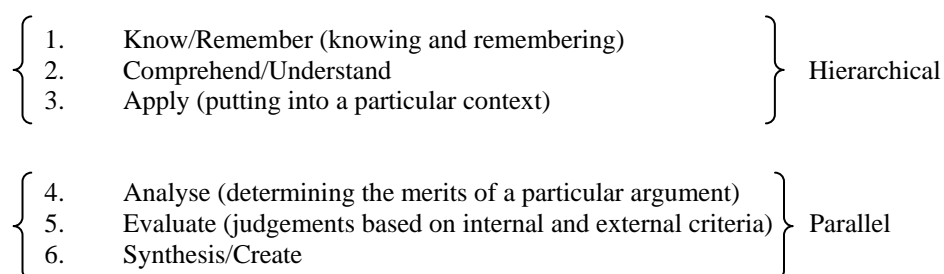 1. Know/Remember (knowing and remembering)
2. Comprehend/Understand Hierarchical
3. Apply (putting into a particular context)
4. Analyse (determining the merits of a particular argument)
5. Evaluate (judgements based on internal and external criteria) Parallel
6. Synthesis/Create